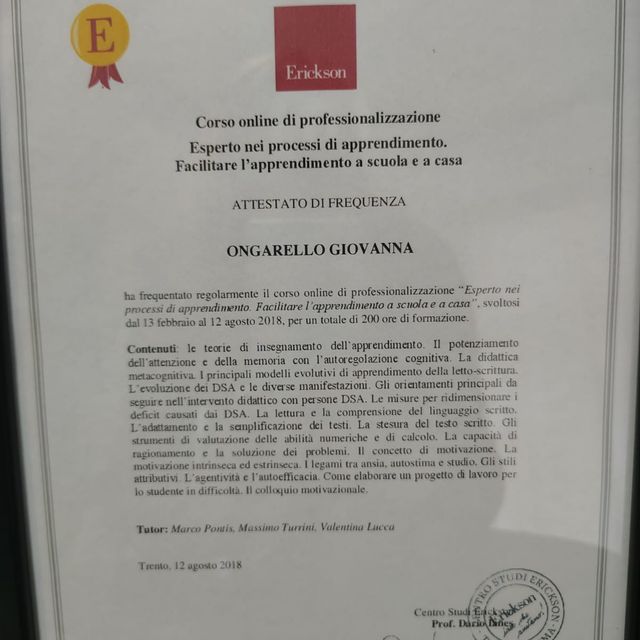 E
Erickson
Corso online di professionalizzazione
Esperto nei processi di apprendimento.
Facilitare l'apprendimento a scuola e a casa
ATTESTATO DI FREQUENZA
ONGARELLO GIOVANNA
ha frequentato regolarmente il corso online di professionalizzazione "Esperto nei
processi di apprendimento. Facilitare l'apprendimento a scuola e a casa", svoltosi
dal 13 febbraio al 12 agosto 2018, per un totale di 200 ore di formazione.
Contenuti: le teorie di insegnamento dell'apprendimento. Il potenziamento
dell'attenzione e della memoria con l'autoregolazione cognitiva. La didattica
metacognitiva. I principali modelli evolutivi di apprendimento della letto-scrittura.
L'evoluzione dei DSA e le diverse manifestazioni. Gli orientamenti principali da
seguire nell'intervento didattico con persone DSA. Le misure per ridimensionare i
deficit causati dai DSA. La lettura e la comprensione del linguaggio scritto.
L'adattamento e la semplificazione dei testi. La stesura del testo scritto. Gli
strumenti di valutazione delle abilità numeriche e di calcolo. La capacità di
ragionamento e la soluzione dei problemi. Il concetto di motivazione. La
motivazione intrinseca ed estrinseca. I legami tra ansia, autostima e studio. Gli stili
attributivi. L'agentività e l'autoefficacia. Come elaborare un progetto di lavoro per
lo studente in difficoltà. Il colloquio motivazionale.
Tutor: Marco Pontis, Massimo Turrini, Valentina Lucca
Trento, 12 agosto 2018
Centro Studi Erickson
Prof. Dario Ianes
STUDI ERICKSON
Erickson